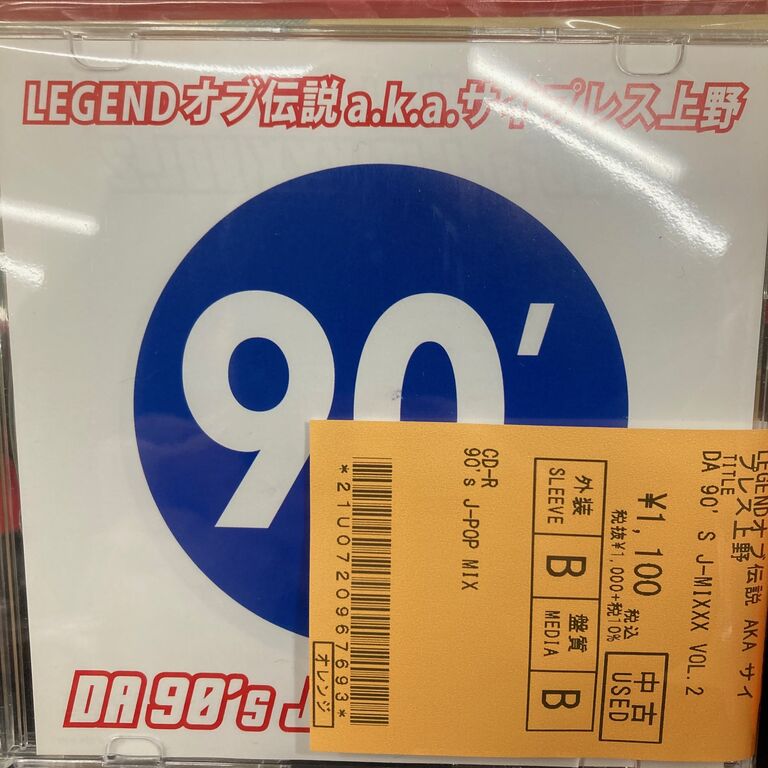 LEGENDオブ伝説 a.k.a.サイプレス上野
90'
DA 90's J
LEGENDオブ伝説 AKA サイ
プレス上野
TITLE
DA 90' S J-MIXXX VOL.2
¥1,100 税込
税抜¥1,000+税10%
中古
USED
外装
SLEEVE
B
盤質
MEDIA
B
CD-R
90's J-POP MIX
*21U0720967693*
オレンジ